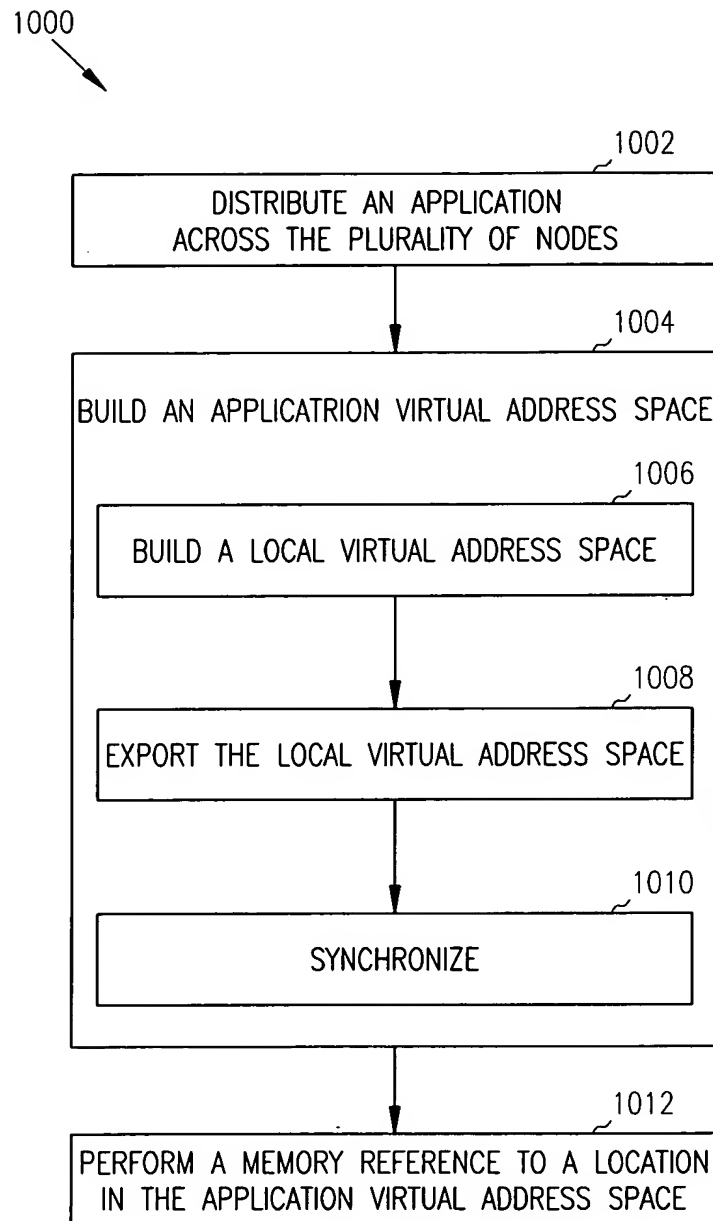 1000
1002
DISTRIBUTE AN APPLICATION
ACROSS THE PLURALITY OF NODES
1004
BUILD AN APPLICATRION VIRTUAL ADDRESS SPACE
1006
BUILD A LOCAL VIRTUAL ADDRESS SPACE
1008
EXPORT THE LOCAL VIRTUAL ADDRESS SPACE
1010
SYNCHRONIZE
1012
PERFORM A MEMORY REFERENCE TO A LOCATION
IN THE APPLICATION VIRTUAL ADDRESS SPACE